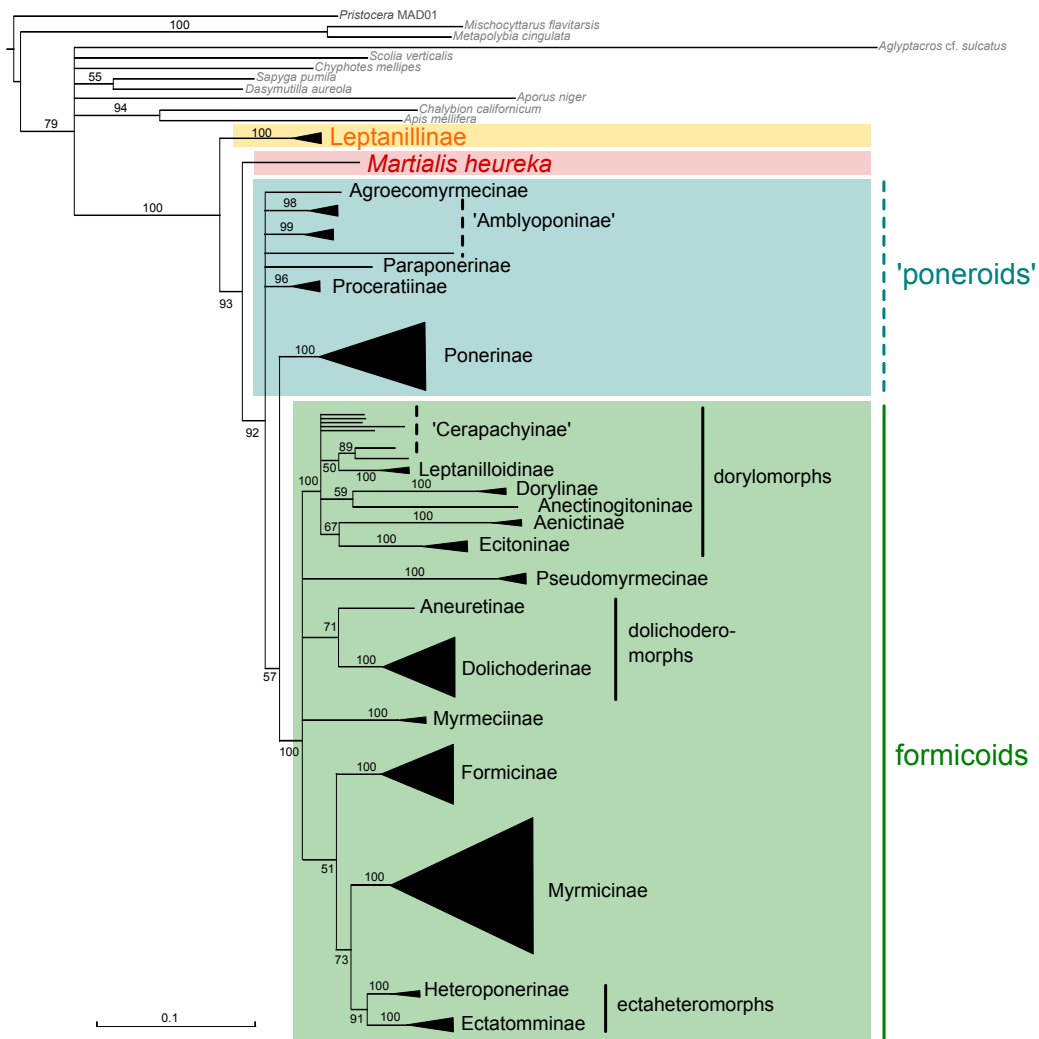 Pristocera MAD01
100
Mischocyttarus flavitarsis
Metapolybia cingulata
Aglyptacros cf. sulcatus
Scolia verticalis
Chyphotes mellipes
55
Sapyga pumila
Dasymutilla aureola
Aporus niger
94
Chalybion californicum
Apis mellifera
79
100
Leptanillinae
Martialis heureka
Agroecomyrmecinae
98
'Amblyoponinae'
100
99
Paraponerinae
96
Proceratiinae
'poneroids'
93
100
Ponerinae
92
'Cerapachyinae'
89
50
100
Leptanilloidinae
dorylomorphs
100
100
Dorylinae
59
Anectinogitoninae
100
Aenictinae
67
100
Ecitoninae
100
Pseudomyrmecinae
Aneuretinae
71
dolichodero-
morphs
100
Dolichoderinae
57
100
Myrmeciinae
100
formicoids
100
Formicinae
51
100
Myrmicinae
73
100
Heteroponerinae
ectaheteromorphs
91
100
Ectatomminae
0.1